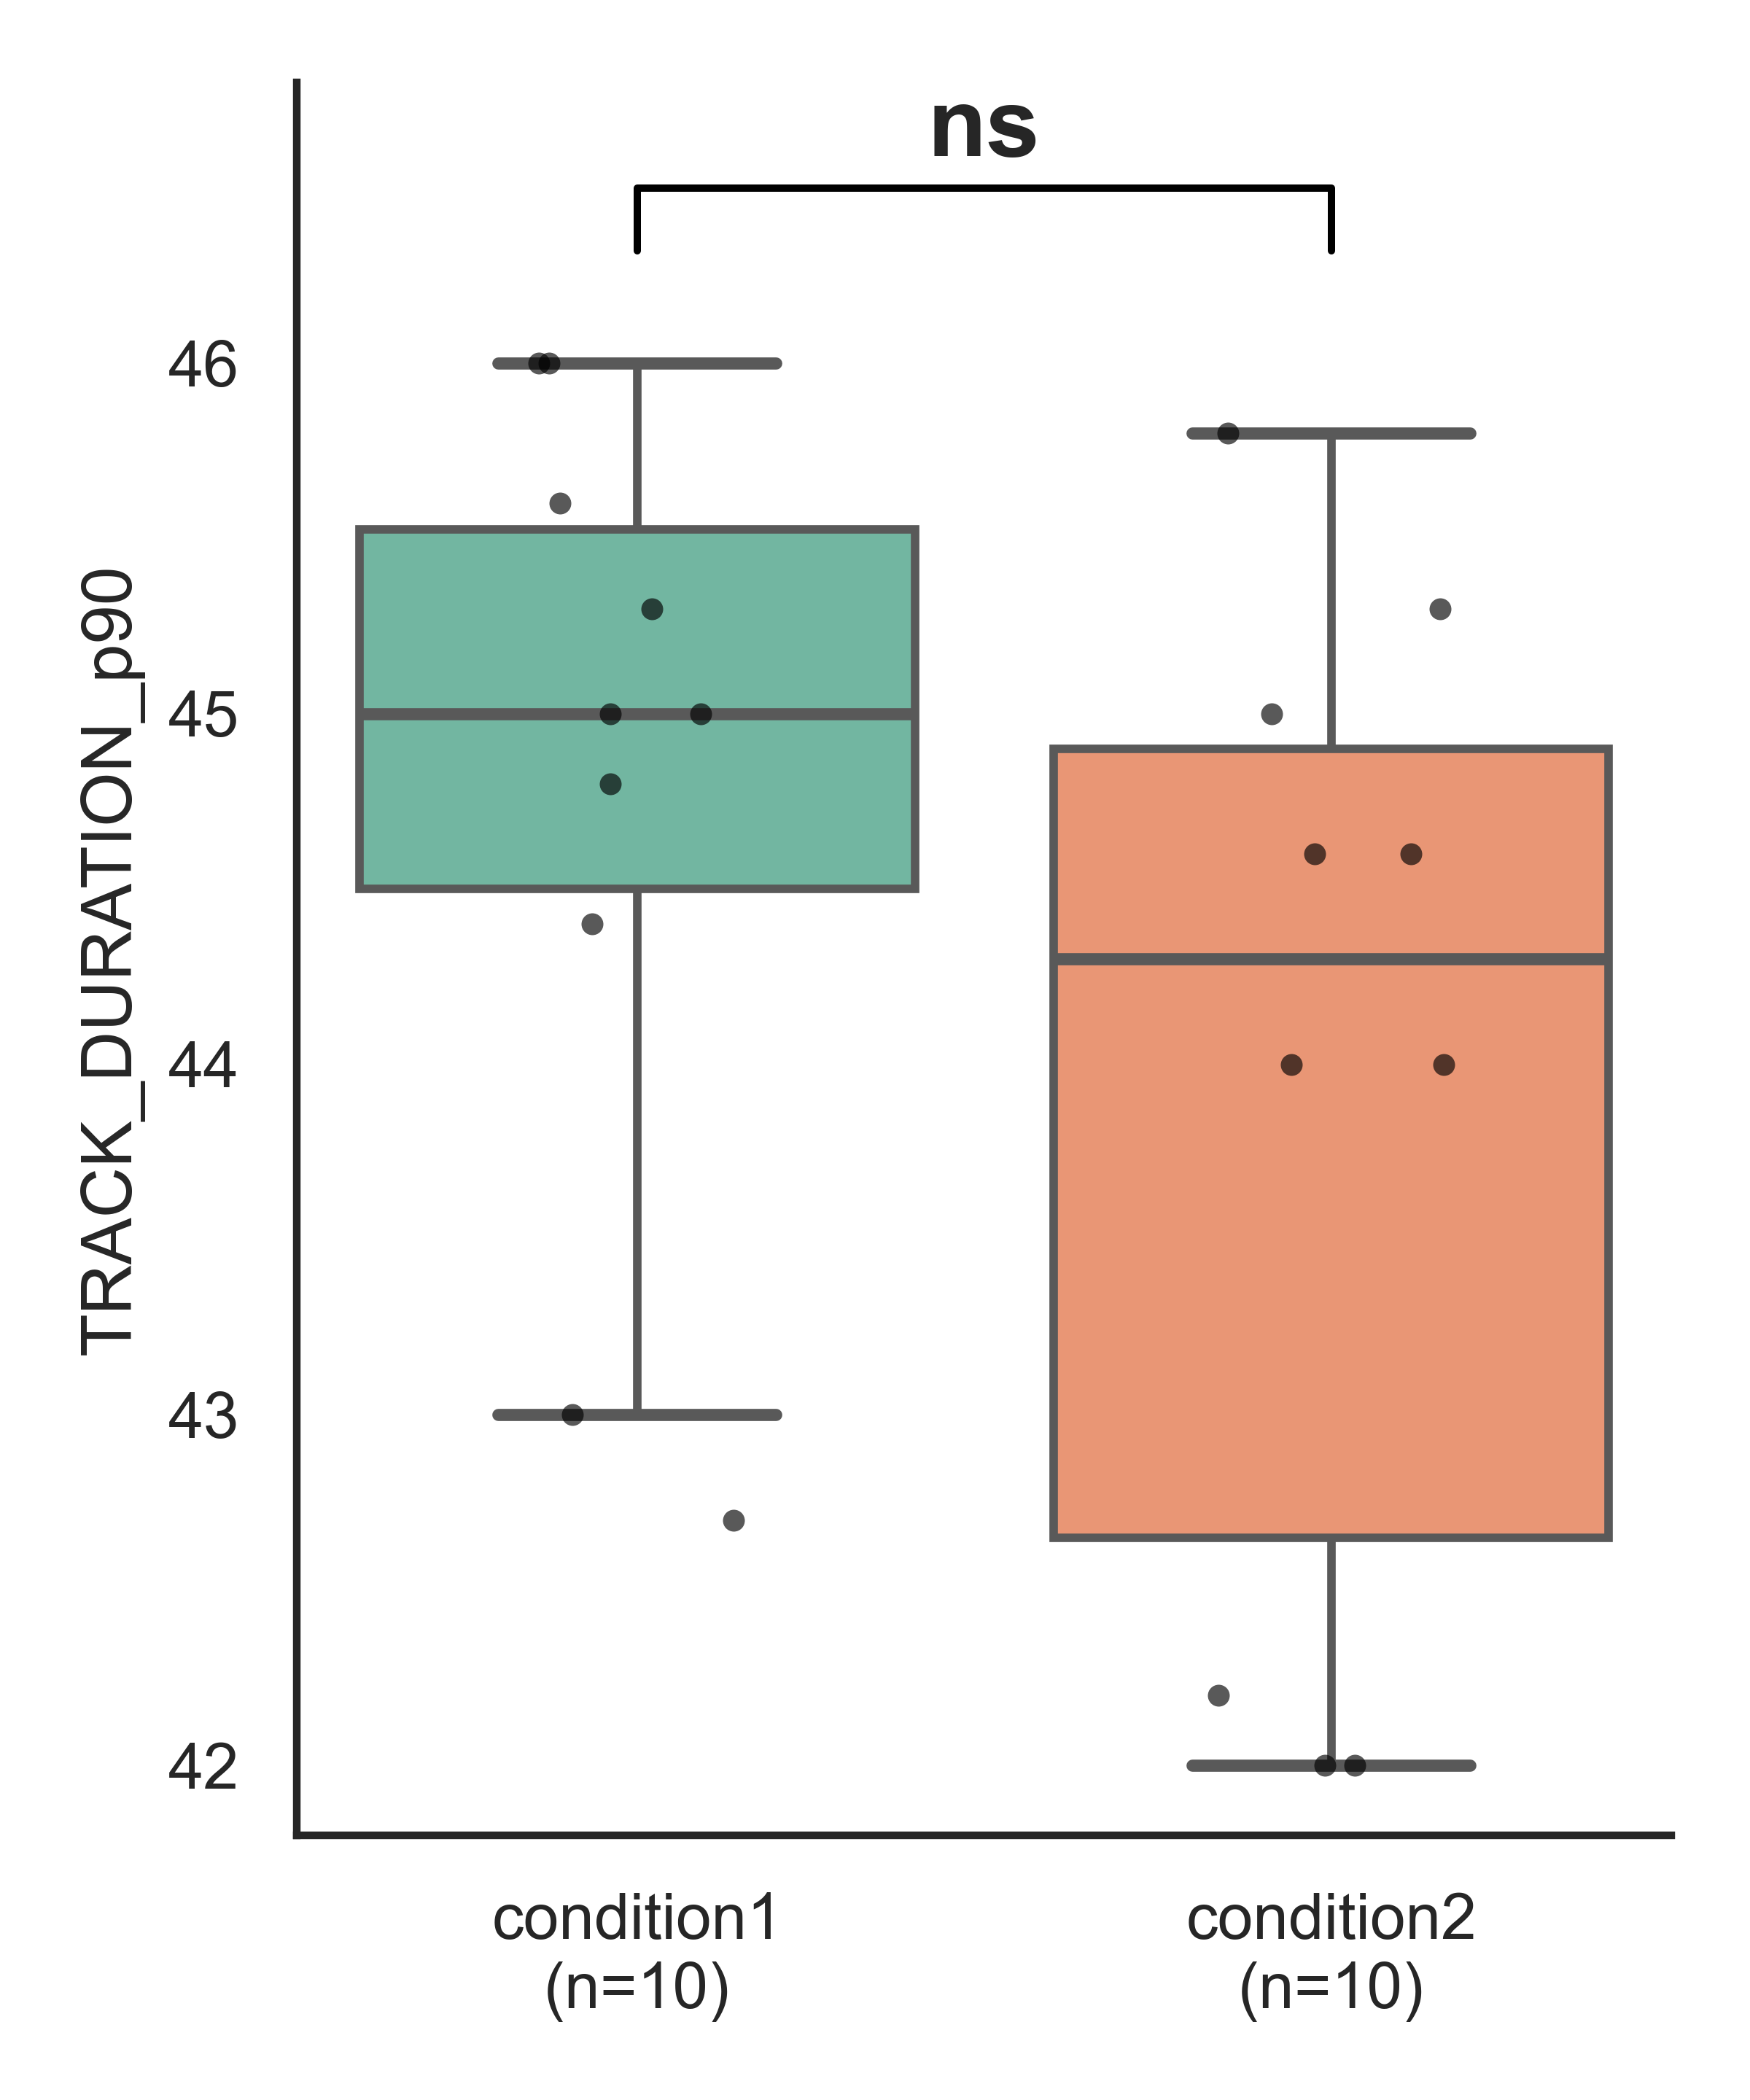 ns
46
45
44
43
42
TRACK_DURATION_p90
condition1
(n=10)
condition2
(n=10)